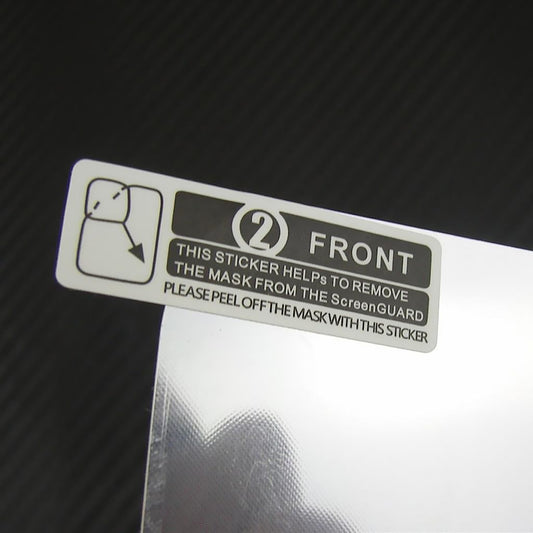 2 FRONT
THIS STICKER HELPs TO REMOVE
THE MASK FROM THE ScreenGUARD
PLEASE PEEL OFF THE MASK WITH THIS STICKER